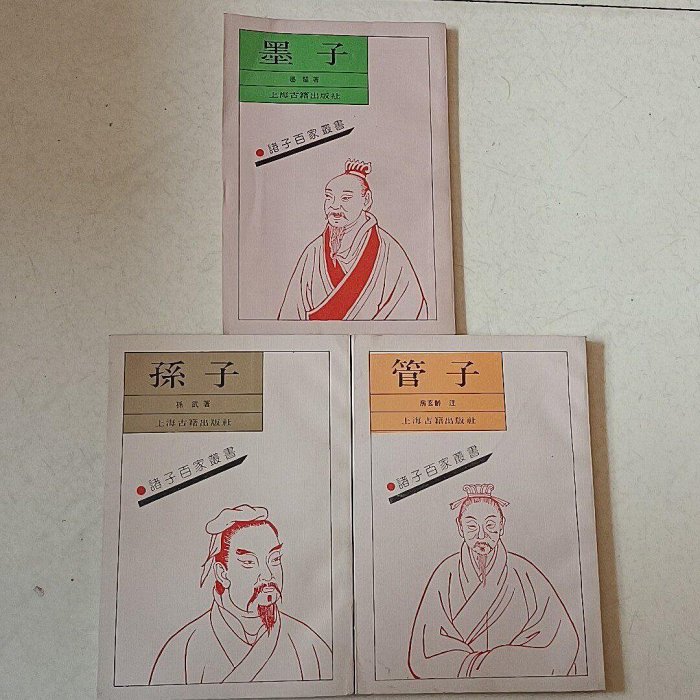 墨子
墨翟著
上海古籍出版社
諸子百家叢書
孫子
孫武著
上海古籍出版社
諸子百家叢書
管子
房玄齡 注
上海古籍出版社
諸子百家叢書